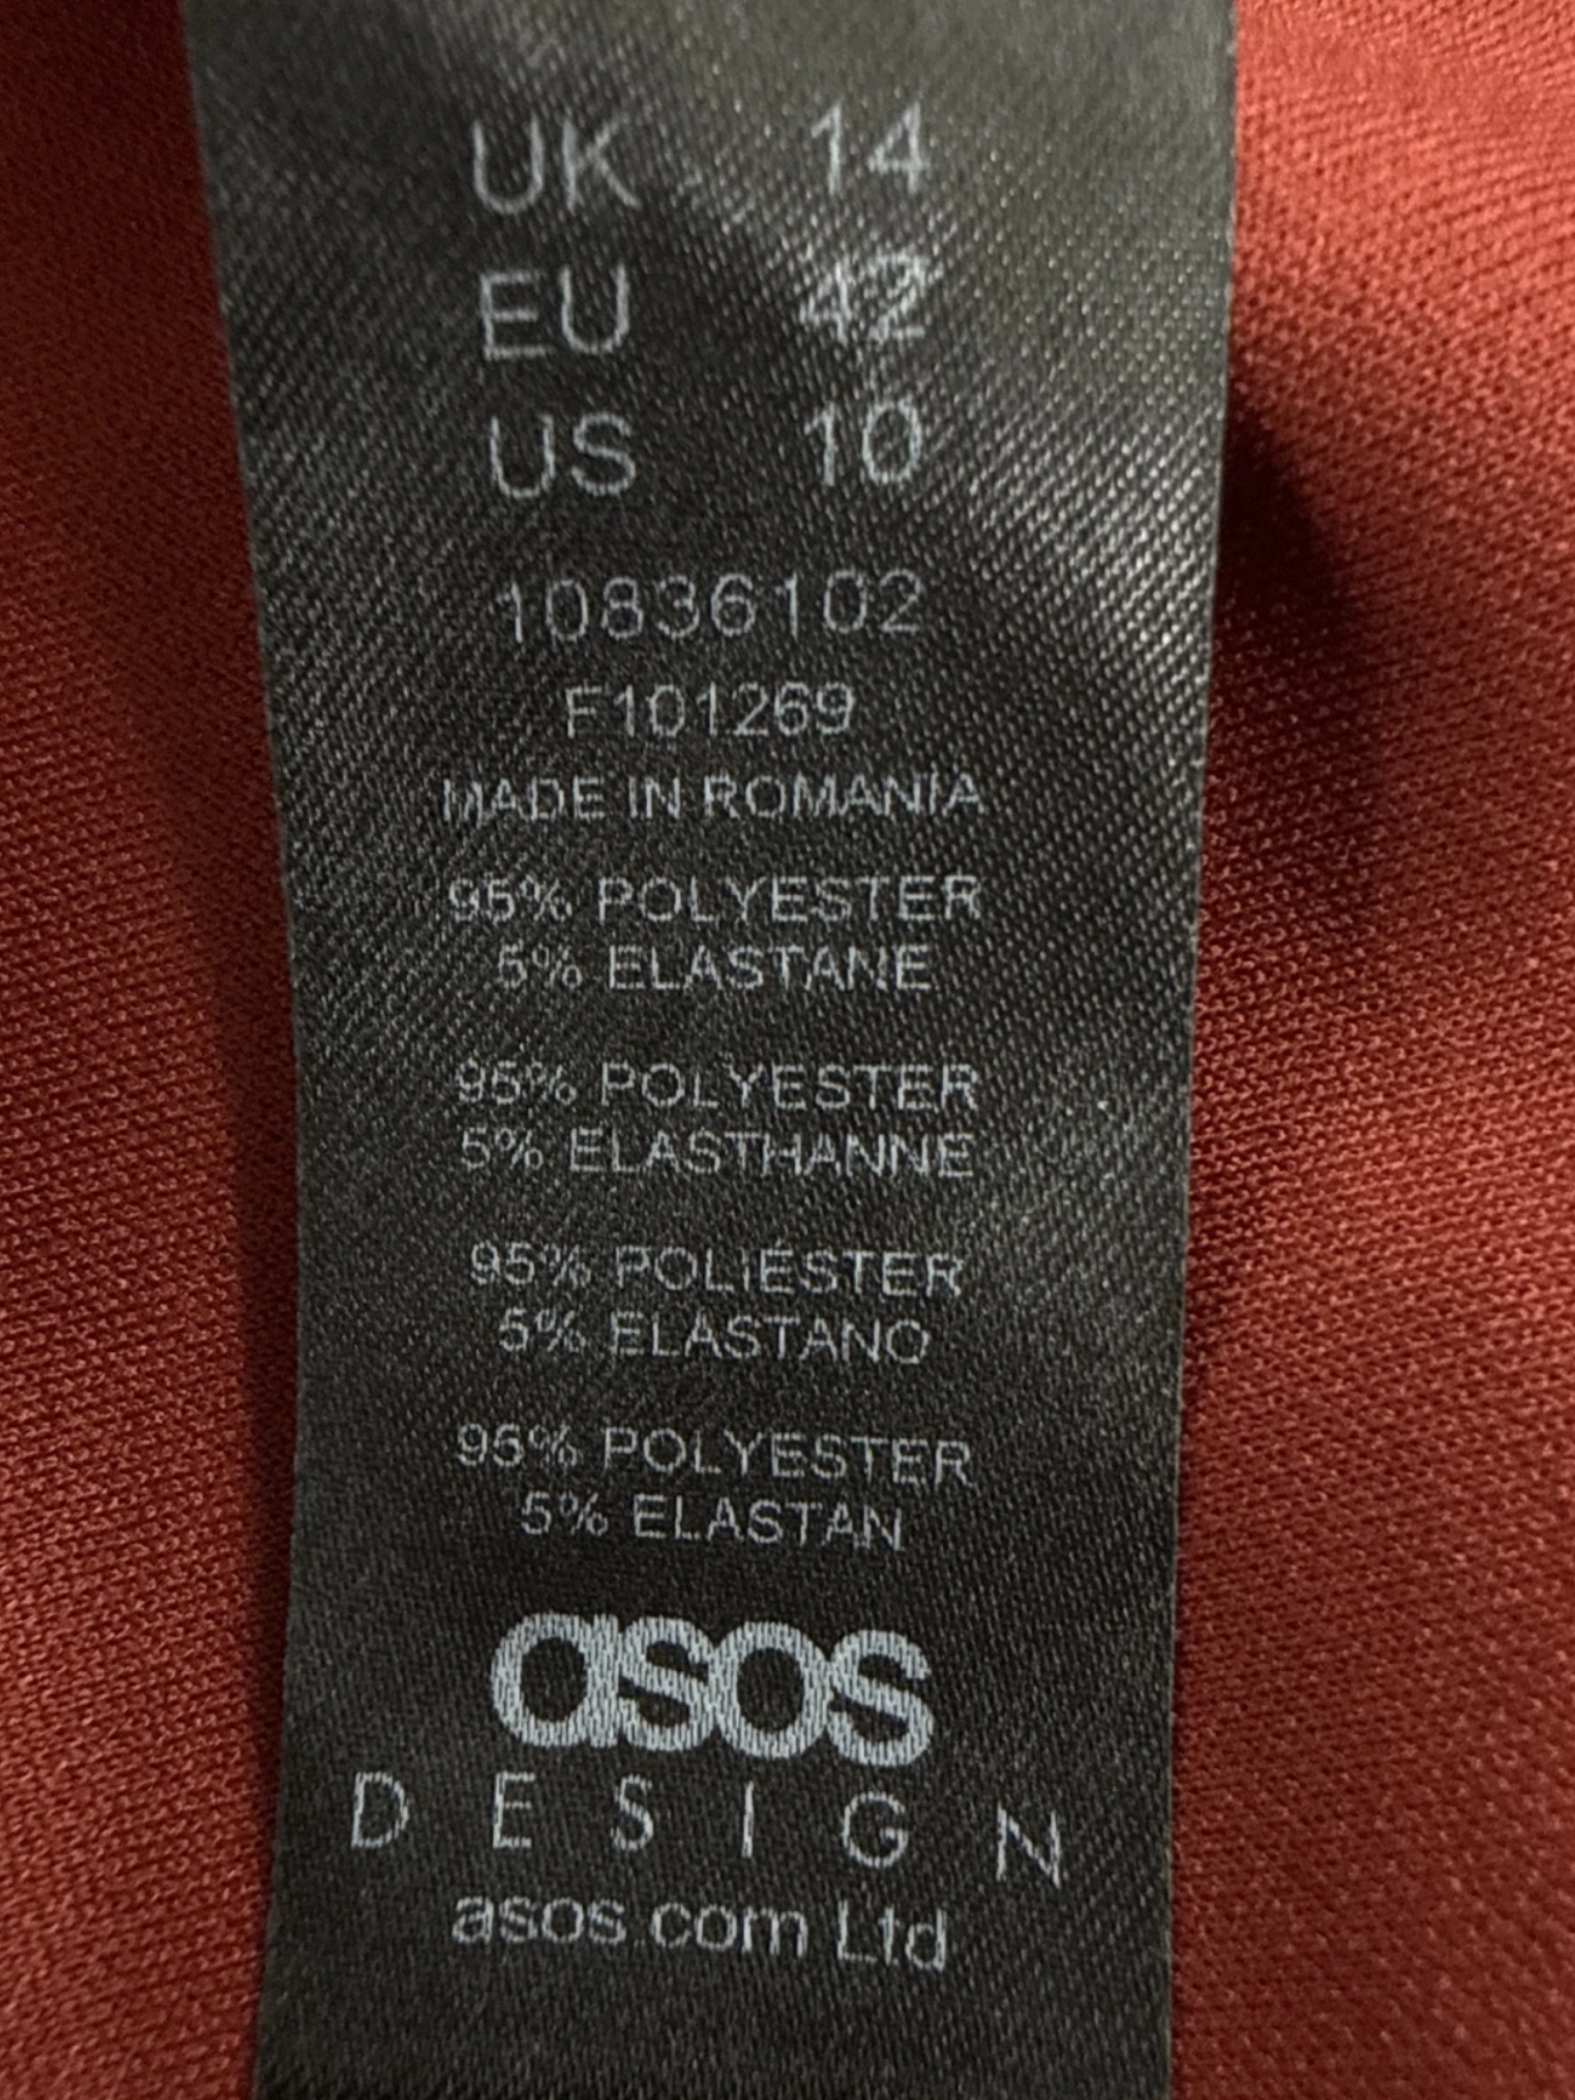 UK 14
EU 42
US 10
10836102
F101269
MADE IN ROMANIA
95% POLYESTER
5% ELASTANE
95% POLYESTER
5% ELASTHANNE
95% POLIÉSTER
5% ELASTANO
95% POLYESTER
5% ELASTAN
asos
DESIGN
asos.com Ltd